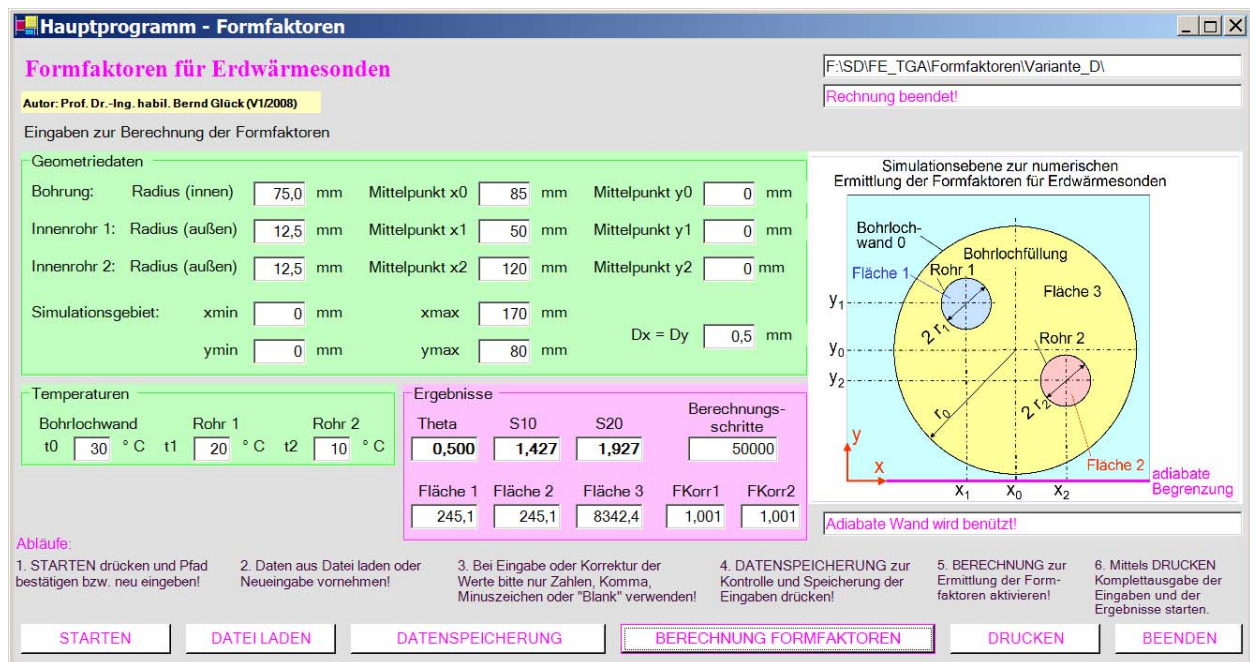 Hauptprogramm - Formfaktoren
Formfaktoren für Erdwärmesonden
Autor: Prof. Dr.-Ing. habil. Bernd Glück (V1/2008)
Eingaben zur Berechnung der Formfaktoren
F:\SD\FE_TGA\Formfaktoren\Variante_D\
Rechnung beendet!
Geometriedaten
Bohrung: Radius (innen) 75,0 mm Mittelpunkt x0 85 mm Mittelpunkt y0 0 mm
Innenrohr 1: Radius (außen) 12,5 mm Mittelpunkt x1 50 mm Mittelpunkt y1 0 mm
Innenrohr 2: Radius (außen) 12,5 mm Mittelpunkt x2 120 mm Mittelpunkt y2 0 mm
Simulationsgebiet: xmin 0 mm xmax 170 mm
Dx = Dy 0,5 mm
ymin 0 mm ymax 80 mm
Temperaturen
Bohrlochwand Rohr 1 Rohr 2
t0 30 ° C t1 20 ° C t2 10 ° C
Ergebnisse
Theta S10 S20 Berechnungs-
schritte
0,500 1,427 1,927 50000
Fläche 1 Fläche 2 Fläche 3 FKorr1 FKorr2
245,1 245,1 8342,4 1,001 1,001
Simulationsebene zur numerischen
Ermittlung der Formfaktoren für Erdwärmesonden
Bohrloch-
wand 0
Bohrlochfüllung
Fläche 1
Rohr 1
Fläche 3
y1
2 r1
Rohr 2
y0
y2
r0
2 r2
y
x
Fläche 2
adiabate
Begrenzung
x1 x0 x2
Adiabate Wand wird benützt!
Abläufe:
1. STARTEN drücken und Pfad
bestätigen bzw. neu eingeben!
2. Daten aus Datei laden oder
Neueingabe vornehmen!
3. Bei Eingabe oder Korrektur der
Werte bitte nur Zahlen, Komma,
Minuszeichen oder "Blank" verwenden!
4. DATENSPEICHERUNG zur
Kontrolle und Speicherung der
Eingaben drücken!
5. BERECHNUNG zur
Ermittlung der Form-
faktoren aktivieren!
6. Mittels DRUCKEN
Komplettausgabe der
Eingaben und der
Ergebnisse starten.
STARTEN
DATEI LADEN
DATENSPEICHERUNG
BERECHNUNG FORMFAKTOREN
DRUCKEN
BEENDEN